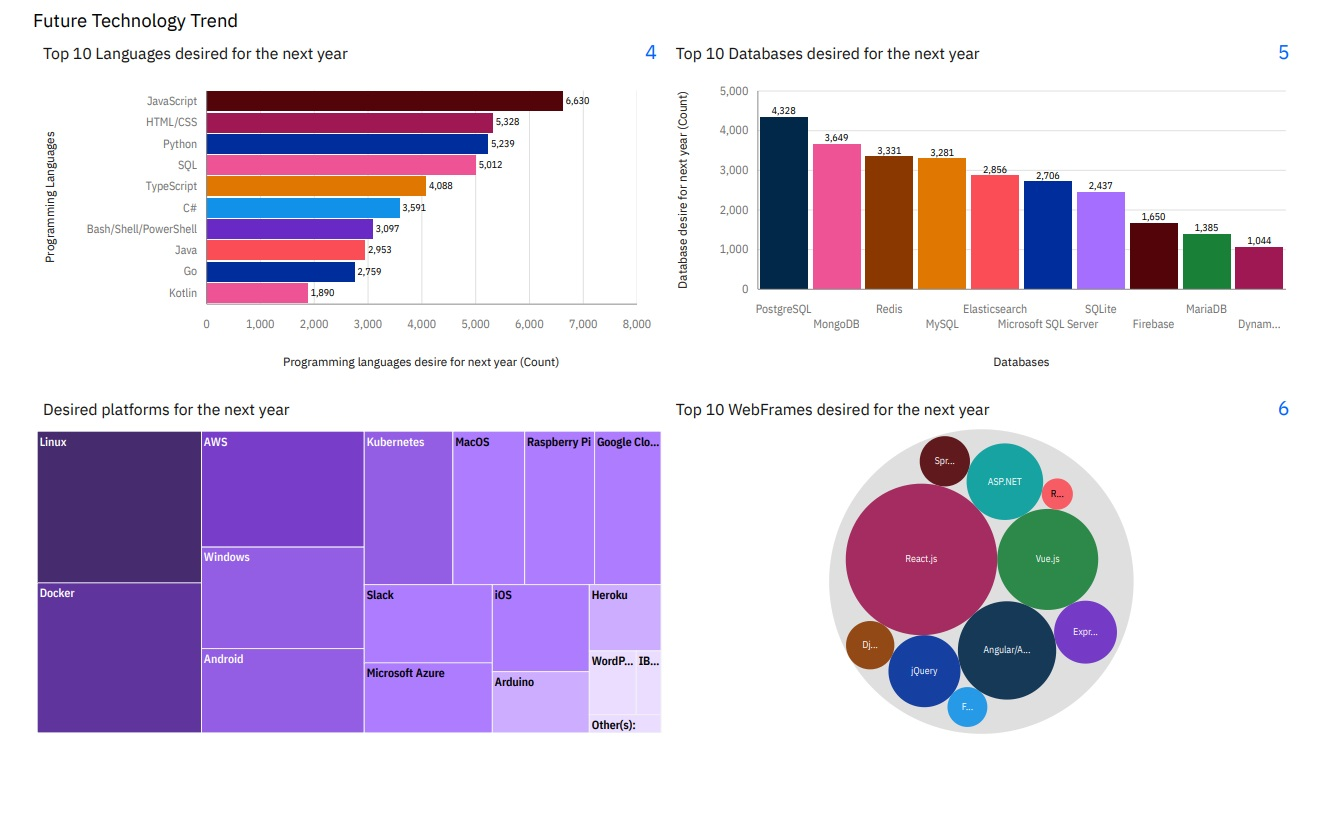 Future Technology Trend
Top 10 Languages desired for the next year
4
Programming Languages
JavaScript
6,630
HTML/CSS
5,328
Python
5,239
SQL
5,012
TypeScript
4,088
C#
3,591
Bash/Shell/PowerShell
3,097
Java
2,953
Go
2,759
Kotlin
1,890
0
1,000
2,000
3,000
4,000
5,000
6,000
7,000
8,000
Programming languages desire for next year (Count)
Top 10 Databases desired for the next year
5
Database desire for next year (Count)
5,000
4,000
3,000
2,000
1,000
0
4,328
3,649
3,331
3,281
2,856
2,706
2,437
1,650
1,385
1,044
PostgreSQL
MongoDB
Redis
MySQL
Elasticsearch
Microsoft SQL Server
SQLite
Firebase
MariaDB
Dynam...
Databases
Desired platforms for the next year
Linux
Docker
AWS
Windows
Android
Kubernetes
MacOS
Raspberry Pi
Google Clo...
Slack
Microsoft Azure
iOS
Arduino
Heroku
WordP...
IB...
Other(s):
Top 10 WebFrames desired for the next year
6
Spr...
ASP.NET
R...
React.js
Vue.js
Expr...
Dj...
jQuery
Angular/A...
F...